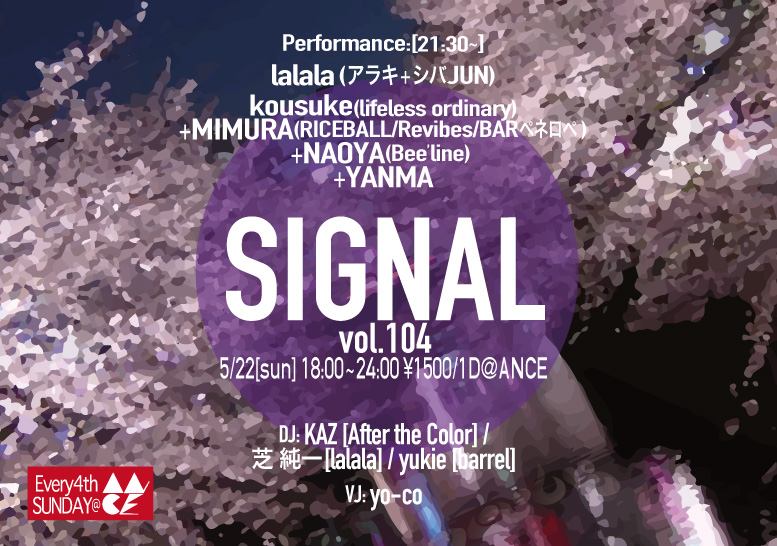 Performance:[21:30~]
lalala (アラキ+シバJUN)
kousuke(lifeless ordinary)
+MIMURA(RICEBALL/Revibes/BARペネロペ)
+NAOYA(Bee'line)
+YANMA
SIGNAL
vol.104
5/22[sun] 18:00~24:00 ¥1500/1D@ANCE
DJ: KAZ [After the Color] /
芝 純一[lalala] / yukie [barrel]
VJ: yo-co
Every4th
SUNDAY@